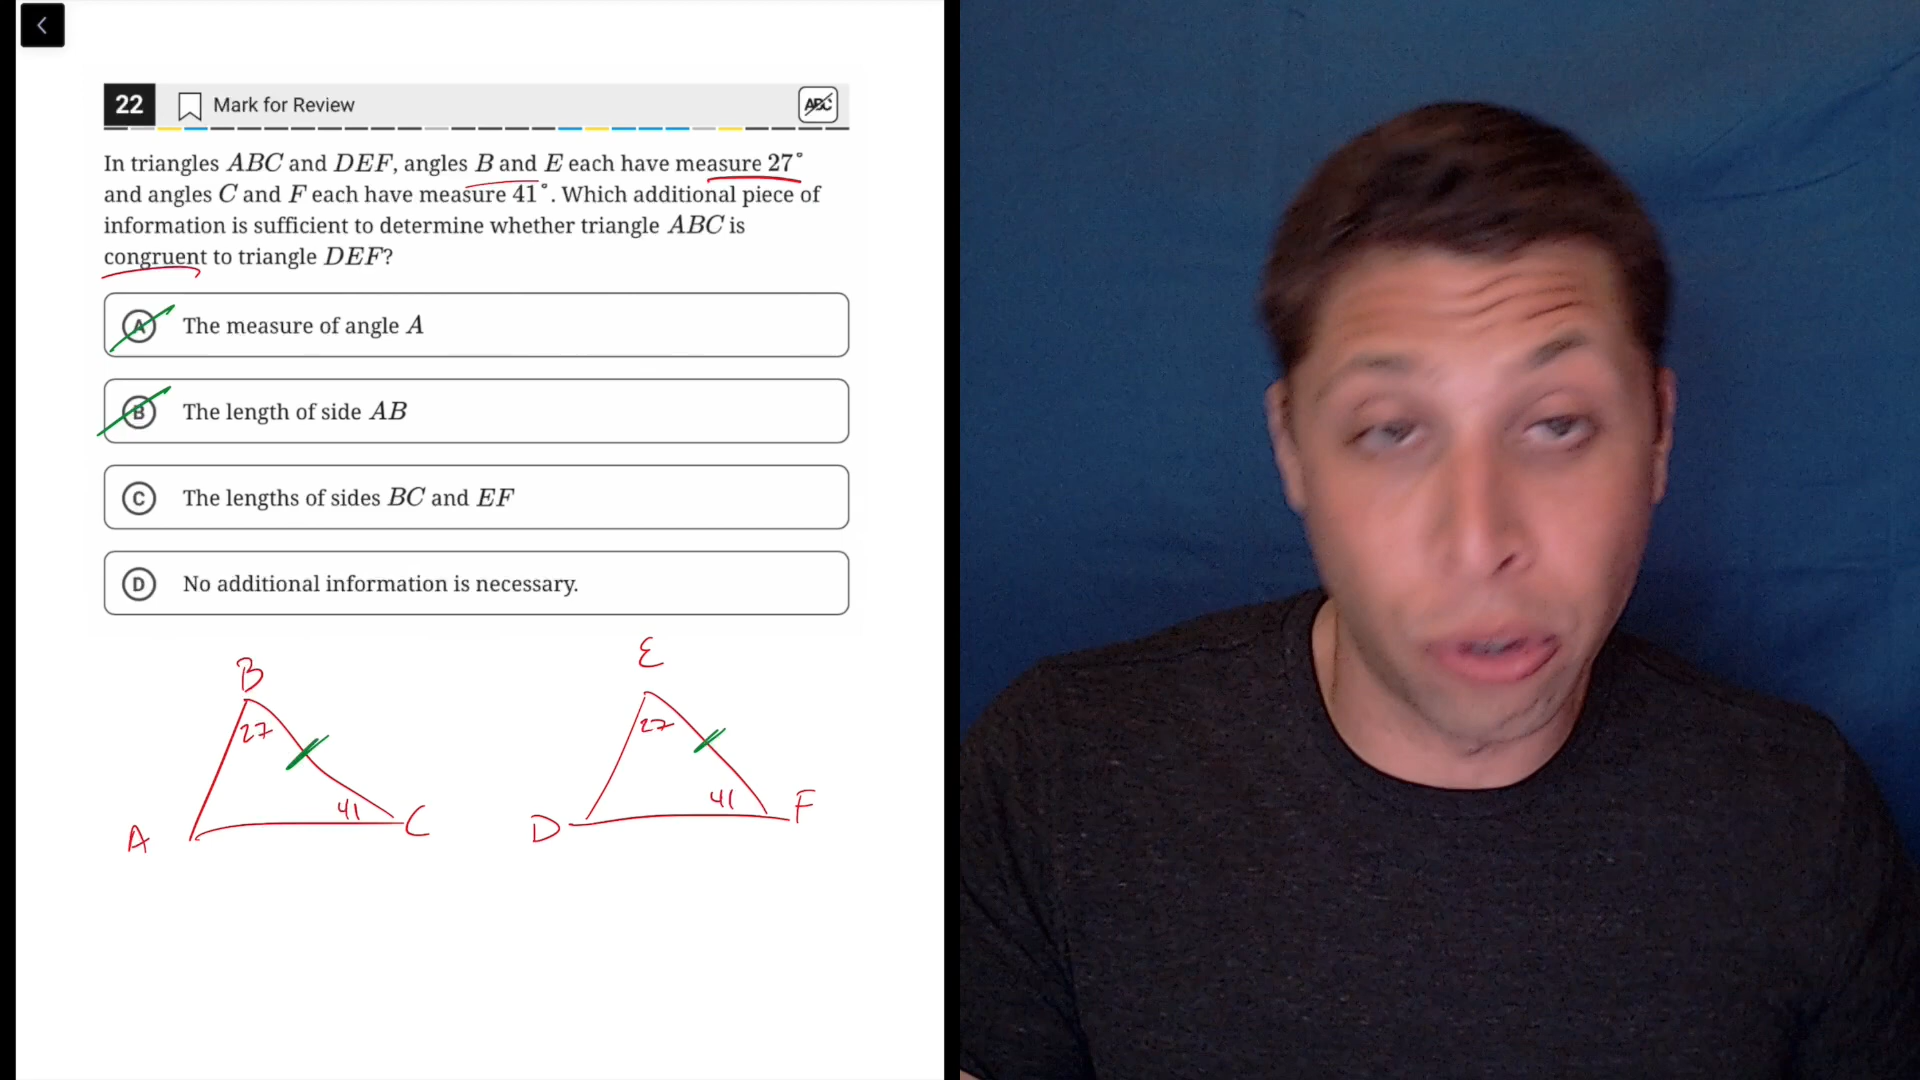 22 Mark for Review ABC
In triangles ABC and DEF, angles B and E each have measure 27°
and angles C and F each have measure 41°. Which additional piece of
information is sufficient to determine whether triangle ABC is
congruent to triangle DEF?
A The measure of angle A
B The length of side AB
C The lengths of sides BC and EF
D No additional information is necessary.
B E
27 27
41 41
A C D F